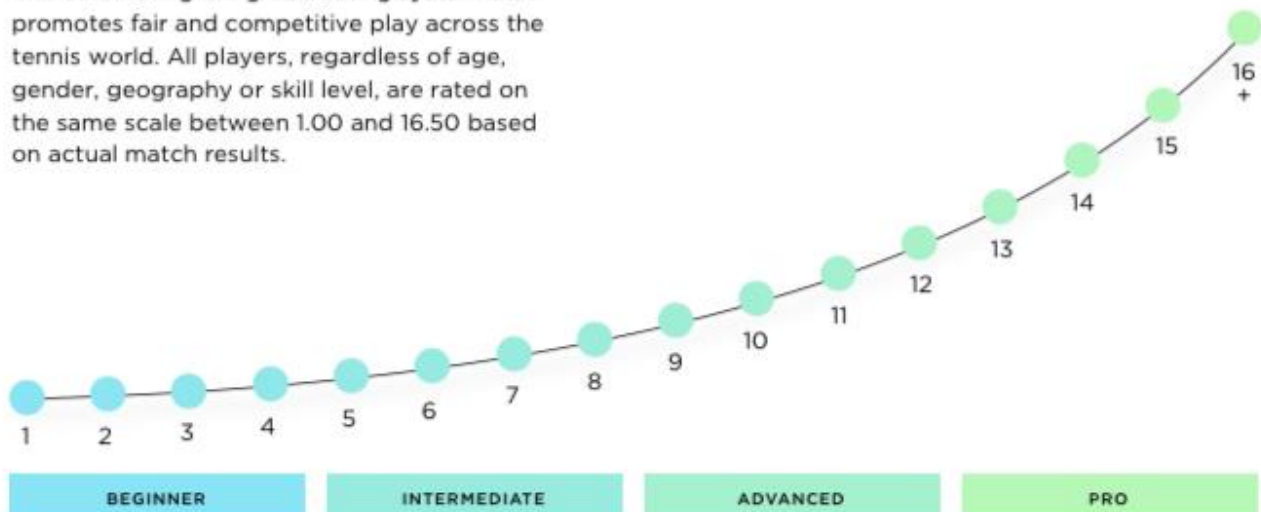 promotes fair and competitive play across the
tennis world. All players, regardless of age,
gender, geography or skill level, are rated on
the same scale between 1.00 and 16.50 based
on actual match results.
1
2
3
4
5
6
7
8
9
10
11
12
13
14
15
16
+
BEGINNER
INTERMEDIATE
ADVANCED
PRO